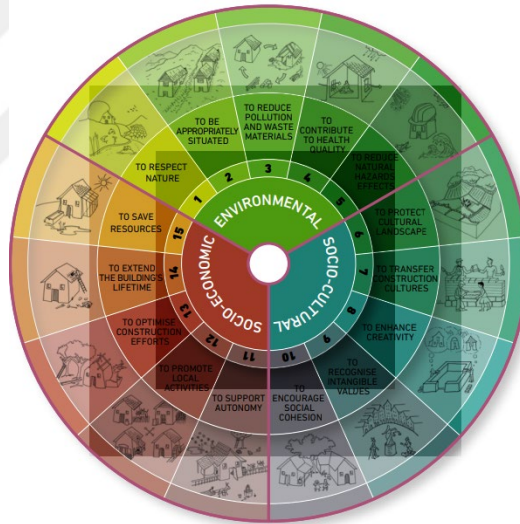 ENVIRONMENTAL
SOCIO-CULTURAL
SOCIO-ECONOMIC
1
TO RESPECT
NATURE
2
TO BE
APPROPRIATELY
SITUATED
3
TO REDUCE
POLLUTION
AND WASTE
MATERIALS
4
TO
CONTRIBUTE
TO HEALTH
QUALITY
5
TO REDUCE
NATURAL
HAZARDS
EFFECTS
6
TO PROTECT
CULTURAL
LANDSCAPE
7
TO TRANSFER
CONSTRUCTION
CULTURES
8
TO ENHANCE
CREATIVITY
9
TO
RECOGNISE
INTANGIBLE
VALUES
10
TO
ENCOURAGE
SOCIAL
COHESION
11
TO SUPPORT
AUTONOMY
12
TO PROMOTE
LOCAL
ACTIVITIES
13
TO OPTIMISE
CONSTRUCTION
EFFORTS
14
TO EXTEND
THE BUILDING'S
LIFETIME
15
TO SAVE
RESOURCES